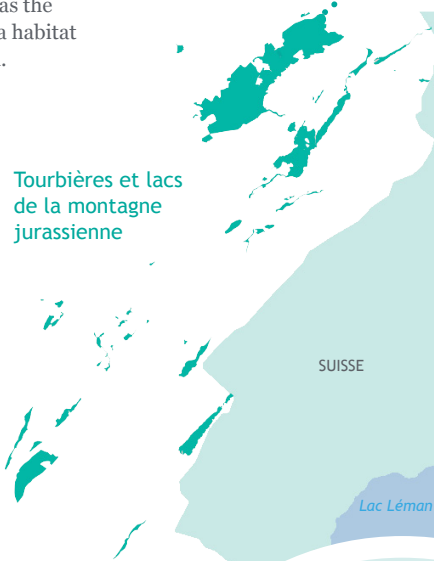 as the
a habitat
Tourbières et lacs
de la montagne
jurassienne
SUISSE
Lac Léman